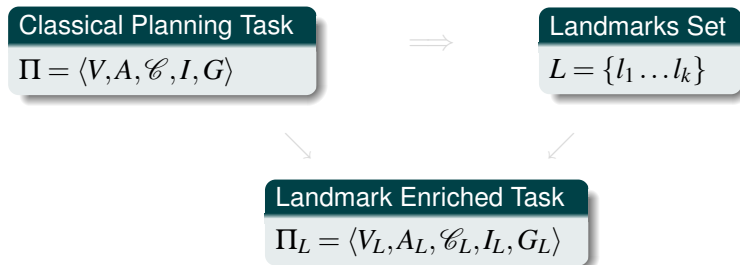 Classical Planning Task
Π = ⟨V, A, 𝒞, I, G⟩
⟹
Landmarks Set
L = {l₁ … lₖ}
↘ ↙
Landmark Enriched Task
Π_L = ⟨V_L, A_L, 𝒞_L, I_L, G_L⟩